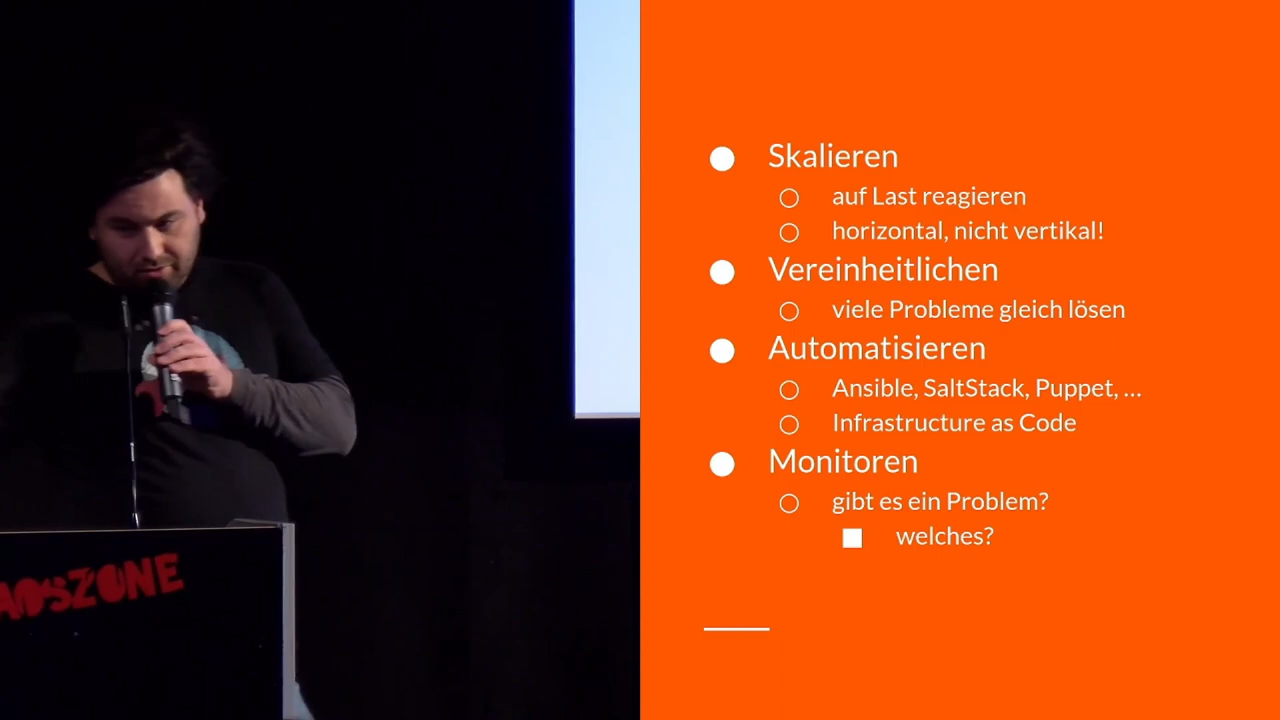 AOSZONE
Skalieren
auf Last reagieren
horizontal, nicht vertikal!
Vereinheitlichen
viele Probleme gleich lösen
Automatisieren
Ansible, SaltStack, Puppet, ...
Infrastructure as Code
Monitoren
gibt es ein Problem?
welches?